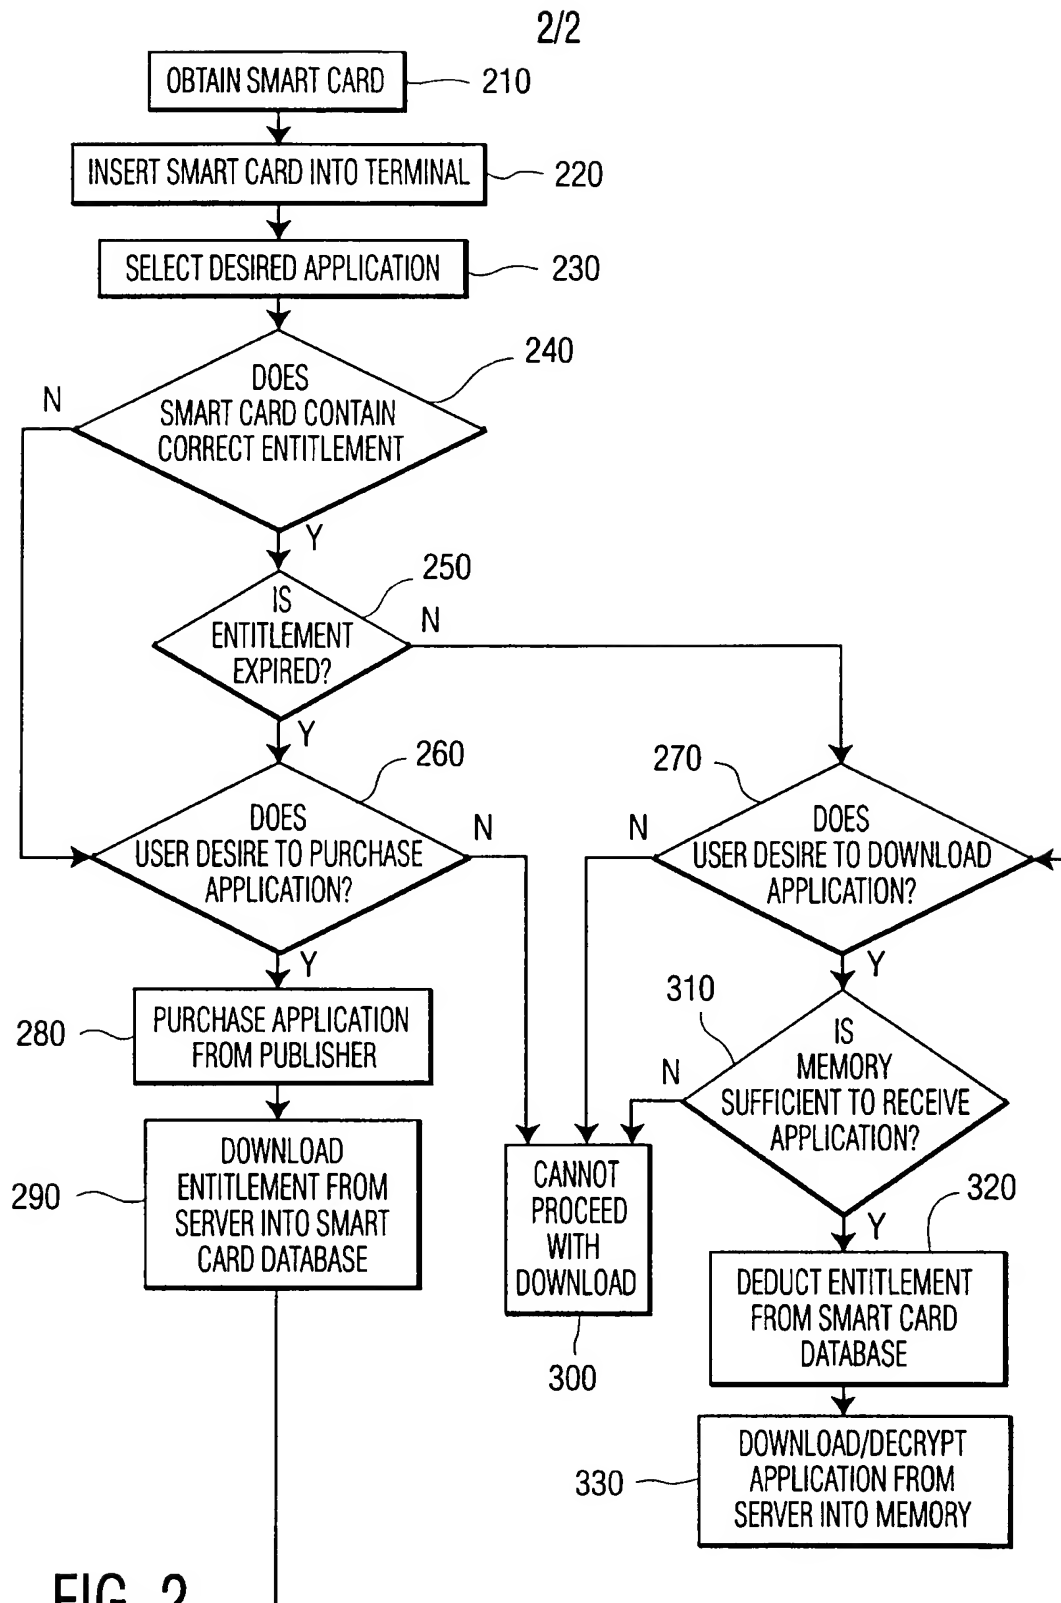 2/2
OBTAIN SMART CARD
210
INSERT SMART CARD INTO TERMINAL
220
SELECT DESIRED APPLICATION
230
240
DOES
SMART CARD CONTAIN
CORRECT ENTITLEMENT
N
Y
250
IS
ENTITLEMENT
EXPIRED?
N
Y
260
DOES
USER DESIRE TO PURCHASE
APPLICATION?
N
Y
270
DOES
USER DESIRE TO DOWNLOAD
APPLICATION?
N
Y
280
PURCHASE APPLICATION
FROM PUBLISHER
310
IS
MEMORY
SUFFICIENT TO RECEIVE
APPLICATION?
N
Y
290
DOWNLOAD
ENTITLEMENT FROM
SERVER INTO SMART
CARD DATABASE
CANNOT
PROCEED
WITH
DOWNLOAD
300
320
DEDUCT ENTITLEMENT
FROM SMART CARD
DATABASE
330
DOWNLOAD/DECRYPT
APPLICATION FROM
SERVER INTO MEMORY
FIG. 2